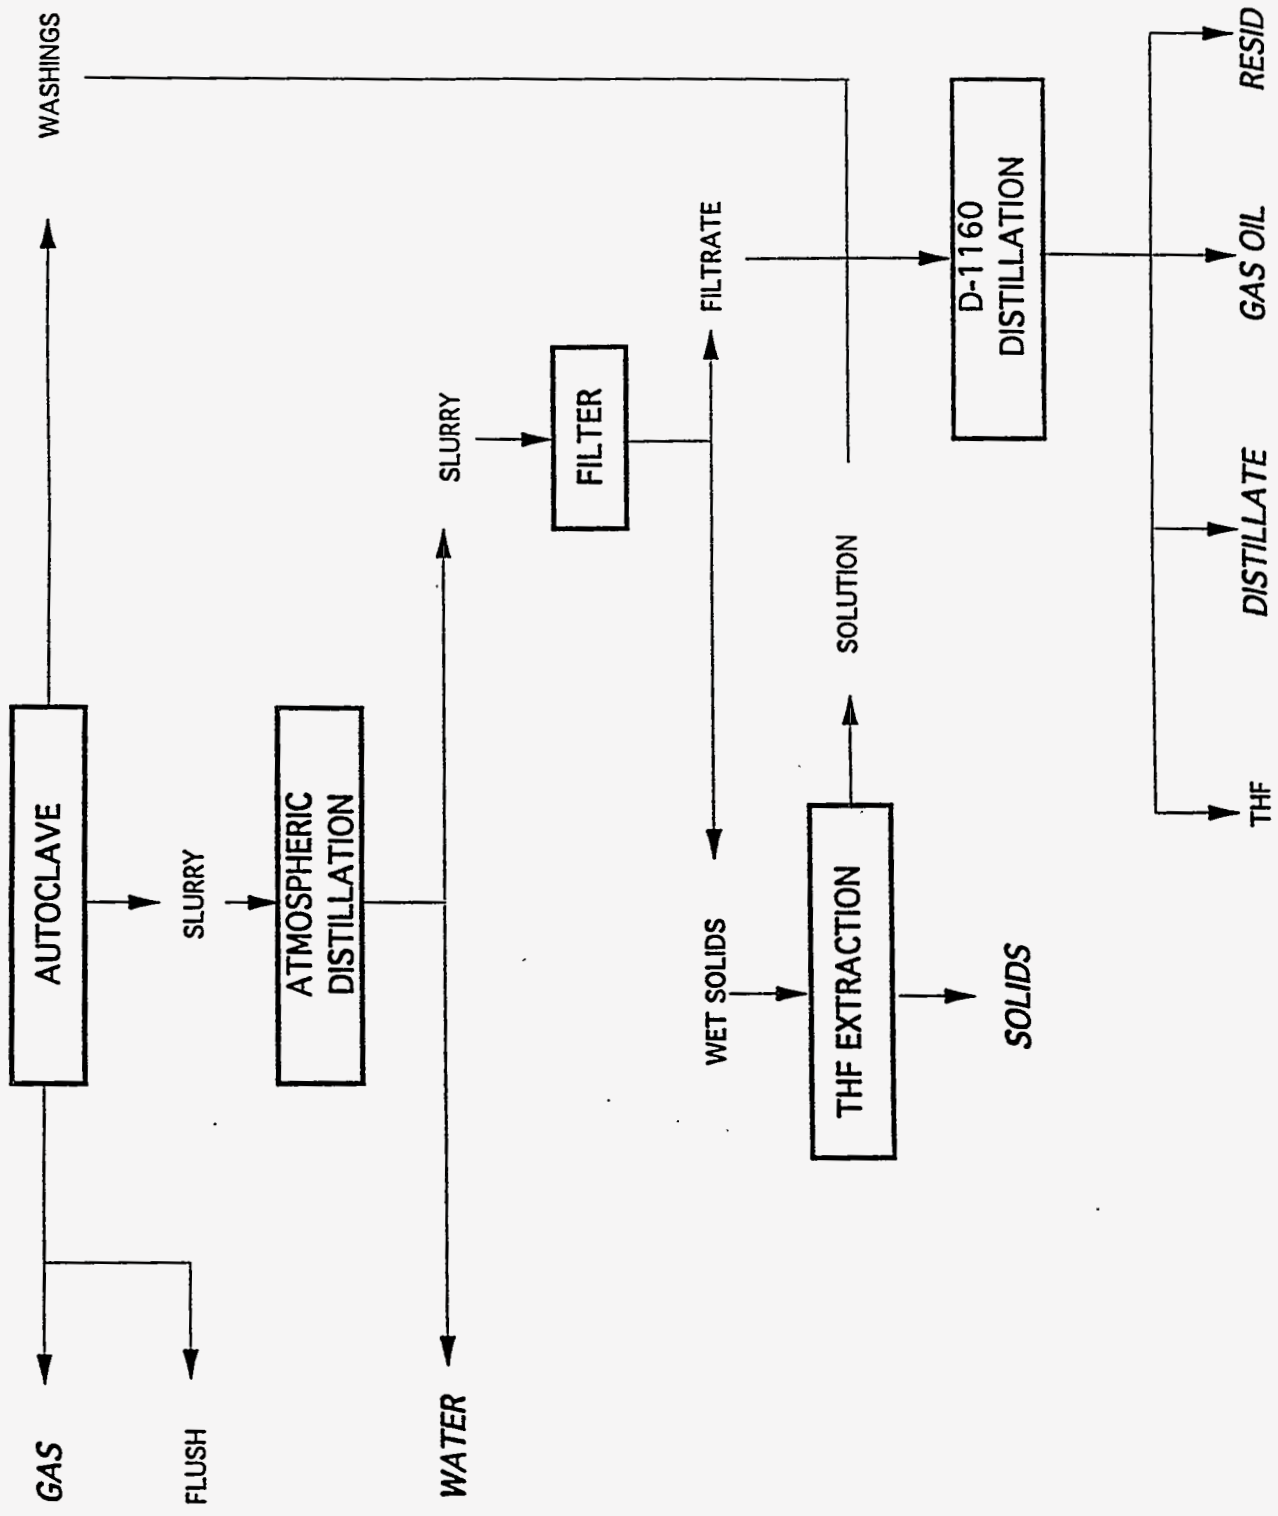 GAS
AUTOCLAVE
WASHINGS
FLUSH
SLURRY
ATMOSPHERIC
DISTILLATION
WATER
SLURRY
FILTER
WET SOLIDS
FILTRATE
THF EXTRACTION
SOLUTION
D-1160
DISTILLATION
SOLIDS
THF
DISTILLATE
GAS OIL
RESID